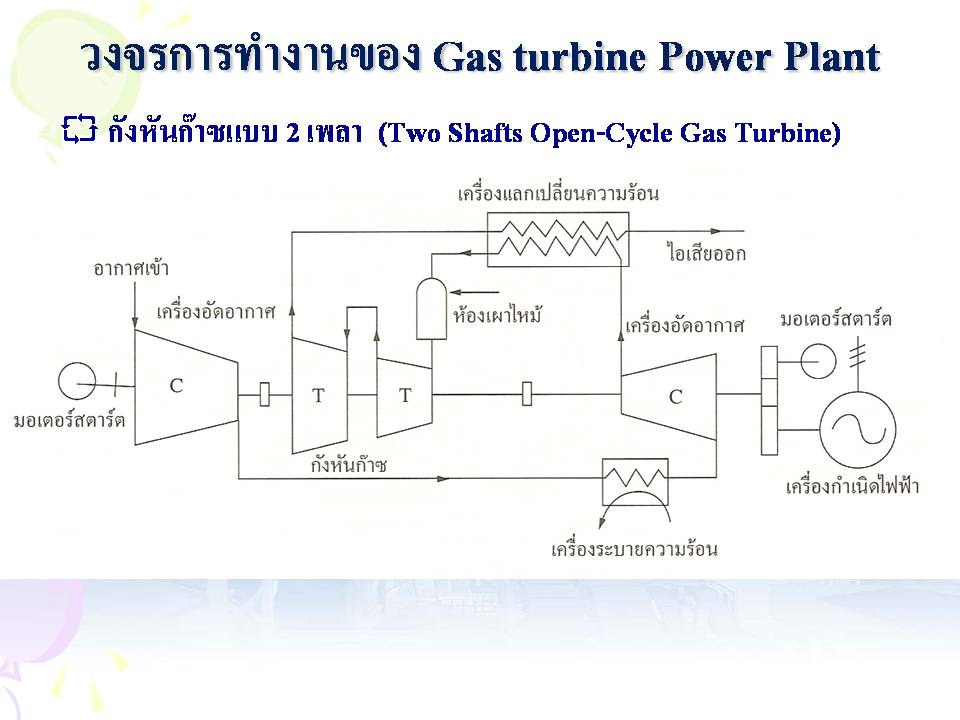 วงจรการทำงานของ Gas turbine Power Plant
กังหันก๊าซแบบ 2 เพลา (Two Shafts Open-Cycle Gas Turbine)
เครื่องแลกเปลี่ยนความร้อน
ไอเสียออก
อากาศเข้า
เครื่องอัดอากาศ
ห้องเผาไหม้
เครื่องอัดอากาศ
มอเตอร์สตาร์ต
C
T
T
C
มอเตอร์สตาร์ต
กังหันก๊าซ
เครื่องกำเนิดไฟฟ้า
เครื่องระบายความร้อน